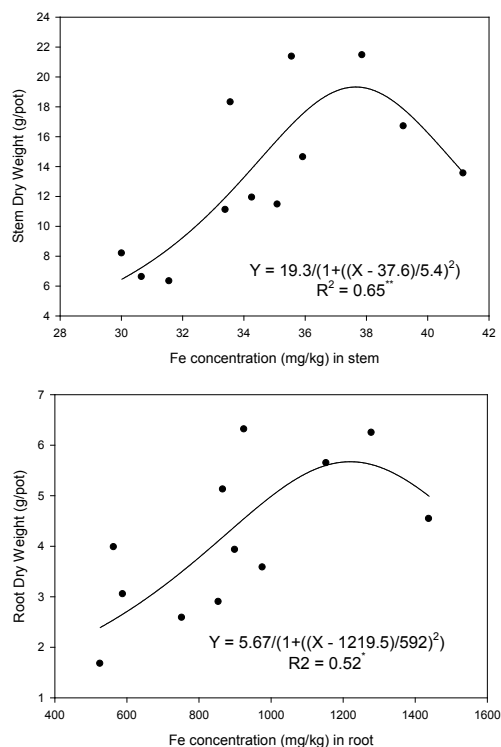 24
22
20
18
16
14
12
10
8
6
4
Stem Dry Weight (g/pot)
Y = 19.3/(1+((X - 37.6)/5.4)²)
R² = 0.65**
28 30 32 34 36 38 40 42
Fe concentration (mg/kg) in stem
7
6
5
4
3
2
1
Root Dry Weight (g/pot)
Y = 5.67/(1+((X - 1219.5)/592)²)
R2 = 0.52*
400 600 800 1000 1200 1400 1600
Fe concentration (mg/kg) in root